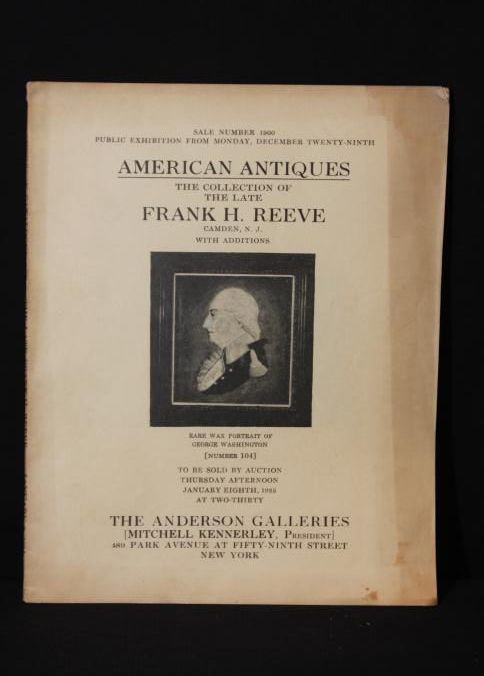 SALE NUMBER 1900
PUBLIC EXHIBITION FROM MONDAY, DECEMBER TWENTY-NINTH
AMERICAN ANTIQUES
THE COLLECTION OF
THE LATE
FRANK H. REEVE
CAMDEN, N. J.
WITH ADDITIONS
RARE WAX PORTRAIT OF
GEORGE WASHINGTON
[NUMBER 104]
TO BE SOLD BY AUCTION
THURSDAY AFTERNOON
JANUARY EIGHTH, 1925
AT TWO-THIRTY
THE ANDERSON GALLERIES
[MITCHELL KENNERLEY, PRESIDENT]
489 PARK AVENUE AT FIFTY-NINTH STREET
NEW YORK